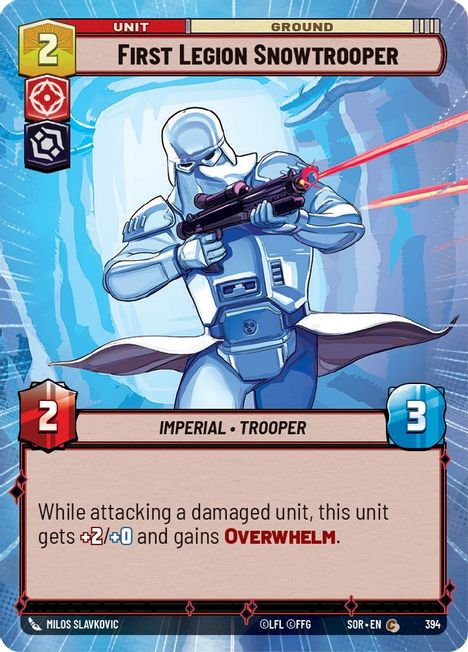 UNIT GROUND
2 FIRST LEGION SNOWTROOPER
2 IMPERIAL • TROOPER 3
While attacking a damaged unit, this unit
gets +2/+0 and gains OVERWHELM.
MILOS SLAVKOVIC ©LFL ©FFG SOR • EN C 394